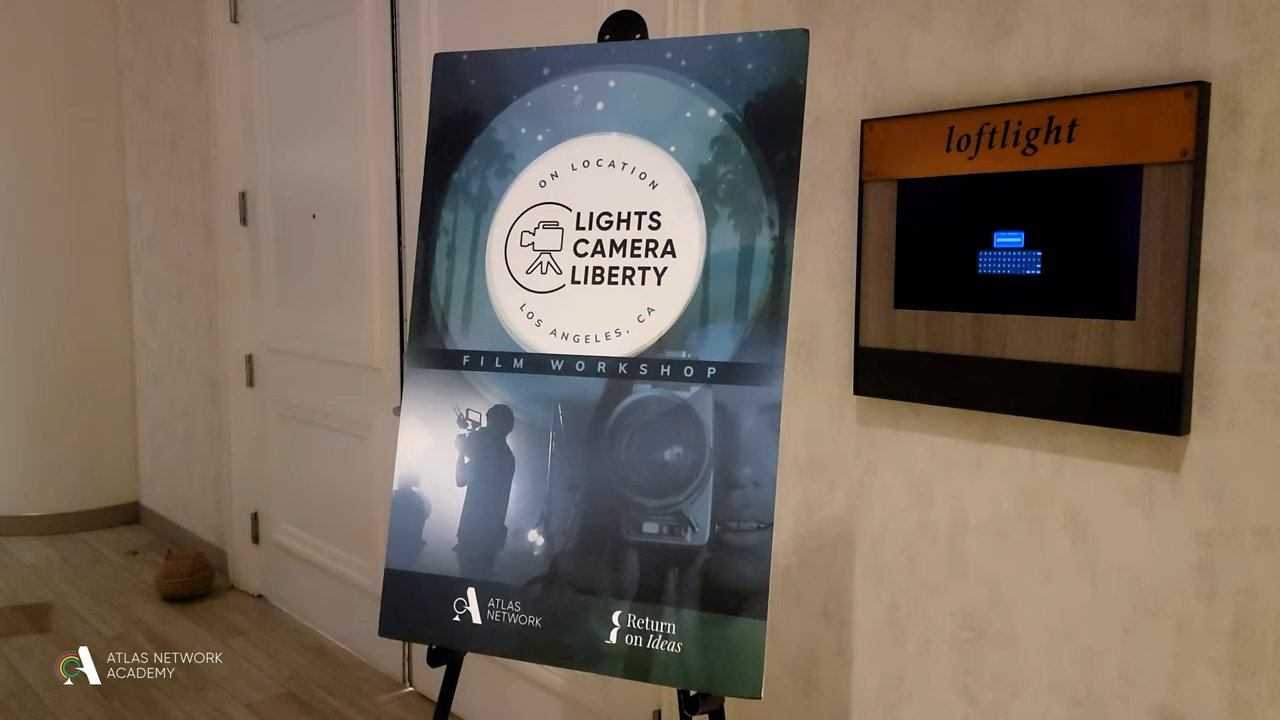 ON LOCATION
LIGHTS
CAMERA
LIBERTY
LOS ANGELES, CA
FILM WORKSHOP
ATLAS
NETWORK
Return
on Ideas
loftlight
ATLAS NETWORK
ACADEMY